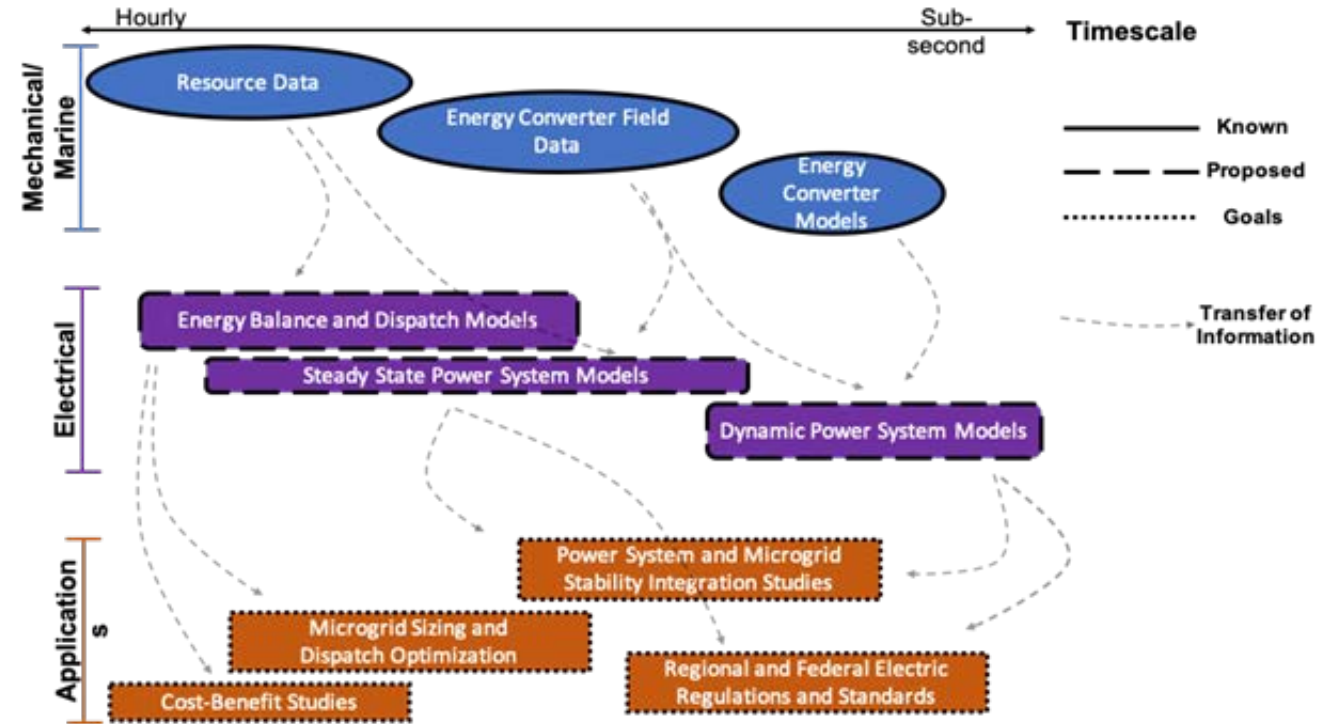 Hourly
Sub-
second
Timescale
Mechanical/
Marine
Resource Data
Energy Converter Field
Data
Energy
Converter
Models
Known
Proposed
Goals
Transfer of
Information
Electrical
Energy Balance and Dispatch Models
Steady State Power System Models
Dynamic Power System Models
Application
s
Power System and Microgrid
Stability Integration Studies
Microgrid Sizing and
Dispatch Optimization
Regional and Federal Electric
Regulations and Standards
Cost-Benefit Studies